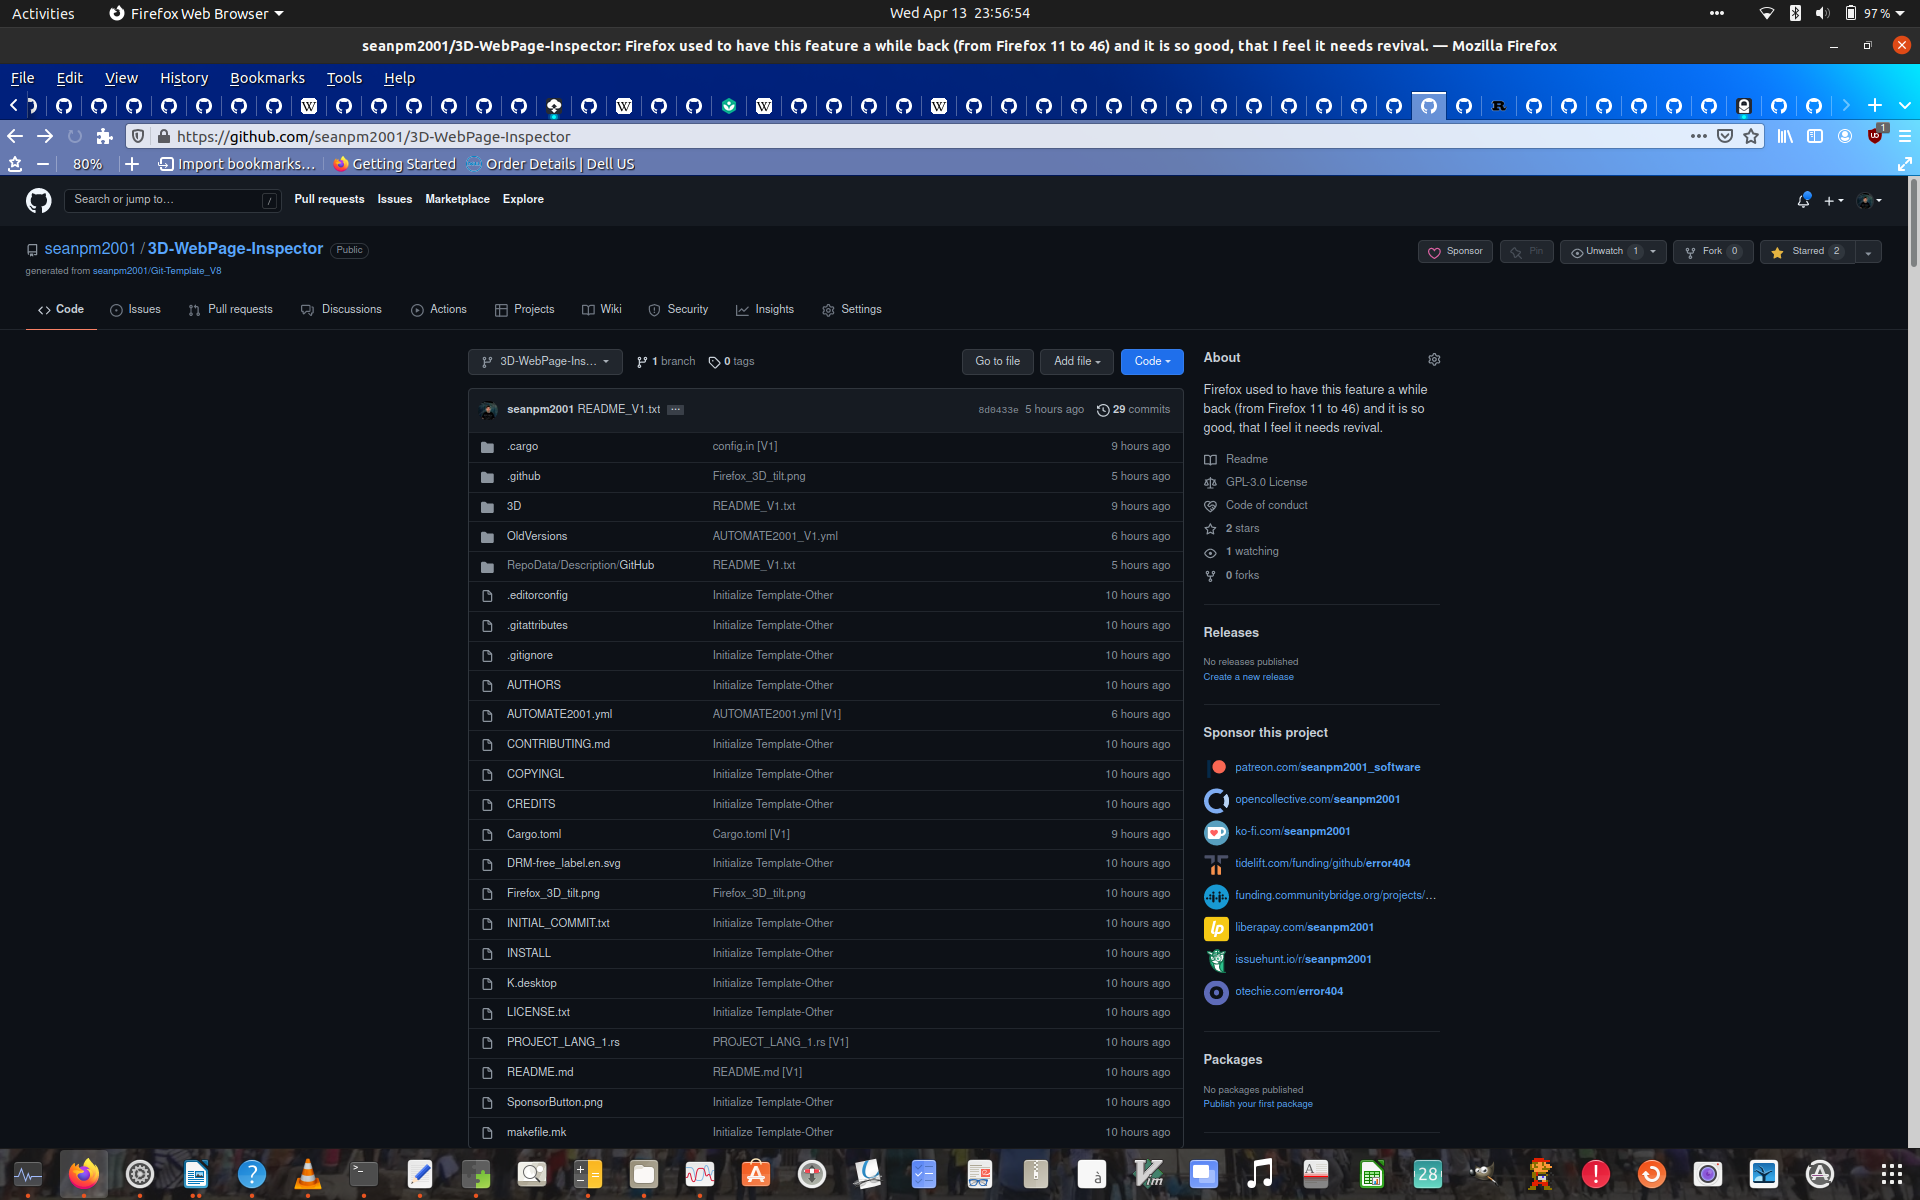 Activities Firefox Web Browser Wed Apr 13 23:56:54 97 %
seanpm2001/3D-WebPage-Inspector: Firefox used to have this feature a while back (from Firefox 11 to 46) and it is so good, that I feel it needs revival. — Mozilla Firefox
File Edit View History Bookmarks Tools Help
https://github.com/seanpm2001/3D-WebPage-Inspector 1
80% Import bookmarks... Getting Started Order Details | Dell US
Search or jump to... / Pull requests Issues Marketplace Explore
seanpm2001 / 3D-WebPage-Inspector Public Sponsor Pin Unwatch 1 Fork 0 Starred 2
generated from seanpm2001/Git-Template_V8
Code Issues Pull requests Discussions Actions Projects Wiki Security Insights Settings
3D-WebPage-Ins... 1 branch 0 tags Go to file Add file Code
seanpm2001 README_V1.txt ... 8d0433e 5 hours ago 29 commits
.cargo config.in [V1] 9 hours ago
.github Firefox_3D_tilt.png 5 hours ago
3D README_V1.txt 9 hours ago
OldVersions AUTOMATE2001_V1.yml 6 hours ago
RepoData/Description/GitHub README_V1.txt 5 hours ago
.editorconfig Initialize Template-Other 10 hours ago
.gitattributes Initialize Template-Other 10 hours ago
.gitignore Initialize Template-Other 10 hours ago
AUTHORS Initialize Template-Other 10 hours ago
AUTOMATE2001.yml AUTOMATE2001.yml [V1] 6 hours ago
CONTRIBUTING.md Initialize Template-Other 10 hours ago
COPYINGL Initialize Template-Other 10 hours ago
CREDITS Initialize Template-Other 10 hours ago
Cargo.toml Cargo.toml [V1] 9 hours ago
DRM-free_label.en.svg Initialize Template-Other 10 hours ago
Firefox_3D_tilt.png Firefox_3D_tilt.png 10 hours ago
INITIAL_COMMIT.txt Initialize Template-Other 10 hours ago
INSTALL Initialize Template-Other 10 hours ago
K.desktop Initialize Template-Other 10 hours ago
LICENSE.txt Initialize Template-Other 10 hours ago
PROJECT_LANG_1.rs PROJECT_LANG_1.rs [V1] 10 hours ago
README.md README.md [V1] 10 hours ago
SponsorButton.png Initialize Template-Other 10 hours ago
makefile.mk Initialize Template-Other 10 hours ago
About
Firefox used to have this feature a while
back (from Firefox 11 to 46) and it is so
good, that I feel it needs revival.
Readme
GPL-3.0 License
Code of conduct
2 stars
1 watching
0 forks
Releases
No releases published
Create a new release
Sponsor this project
patreon.com/seanpm2001_software
opencollective.com/seanpm2001
ko-fi.com/seanpm2001
tidelift.com/funding/github/error404
funding.communitybridge.org/projects/...
liberapay.com/seanpm2001
issuehunt.io/r/seanpm2001
otechie.com/error404
Packages
No packages published
Publish your first package
28